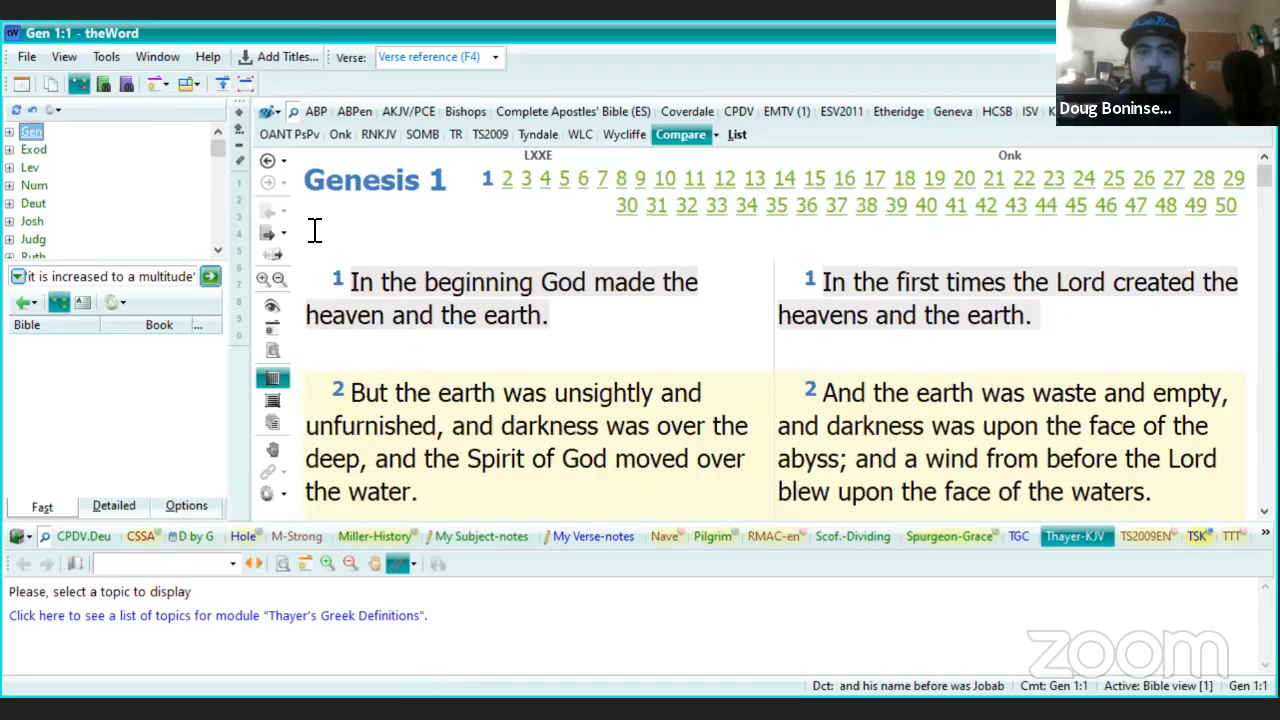 Gen 1:1 - theWord
File View Tools Window Help Add Titles... Verse: Verse reference (F4)
Doug Boninse...
Gen
Exod
Lev
Num
Deut
Josh
Judg
Ruth
it is increased to a multitude'
Bible Book ...
Fast Detailed Options
1
2
3
4
5
6
7
8
9
0
ABP ABPen AKJV/PCE Bishops Complete Apostles' Bible (ES) Coverdale CPDV EMTV (1) ESV2011 Etheridge Geneva HCSB ISV K
OANT PsPv Onk RNKJV SOMB TR TS2009 Tyndale WLC Wycliffe Compare List
LXXE Onk
Genesis 1 1 2 3 4 5 6 7 8 9 10 11 12 13 14 15 16 17 18 19 20 21 22 23 24 25 26 27 28 29
30 31 32 33 34 35 36 37 38 39 40 41 42 43 44 45 46 47 48 49 50
1 In the beginning God made the
heaven and the earth.
2 But the earth was unsightly and
unfurnished, and darkness was over the
deep, and the Spirit of God moved over
the water.
1 In the first times the Lord created the
heavens and the earth.
2 And the earth was waste and empty,
and darkness was upon the face of the
abyss; and a wind from before the Lord
blew upon the face of the waters.
CPDV.Deu CSSA D by G Hole M-Strong Miller-History My Subject-notes My Verse-notes Nave Pilgrim RMAC-en Scof.-Dividing Spurgeon-Grace TGC Thayer-KJV TS2009EN TSK TTT »
Please, select a topic to display
Click here to see a list of topics for module "Thayer's Greek Definitions".
zoom
Dct: and his name before was Jobab Cmt: Gen 1:1 Active: Bible view [1] Gen 1:1